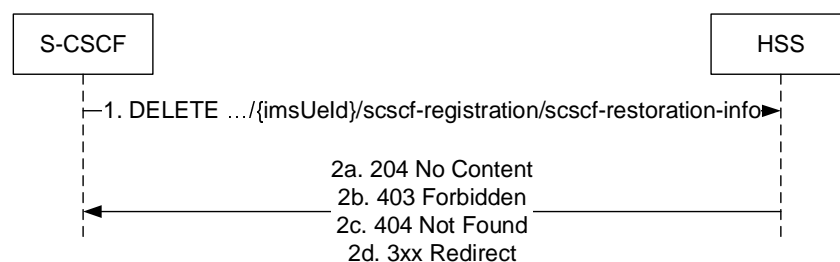 S-CSCF
HSS
1. DELETE …/{imsUeId}/scscf-registration/scscf-restoration-info
2a. 204 No Content
2b. 403 Forbidden
2c. 404 Not Found
2d. 3xx Redirect